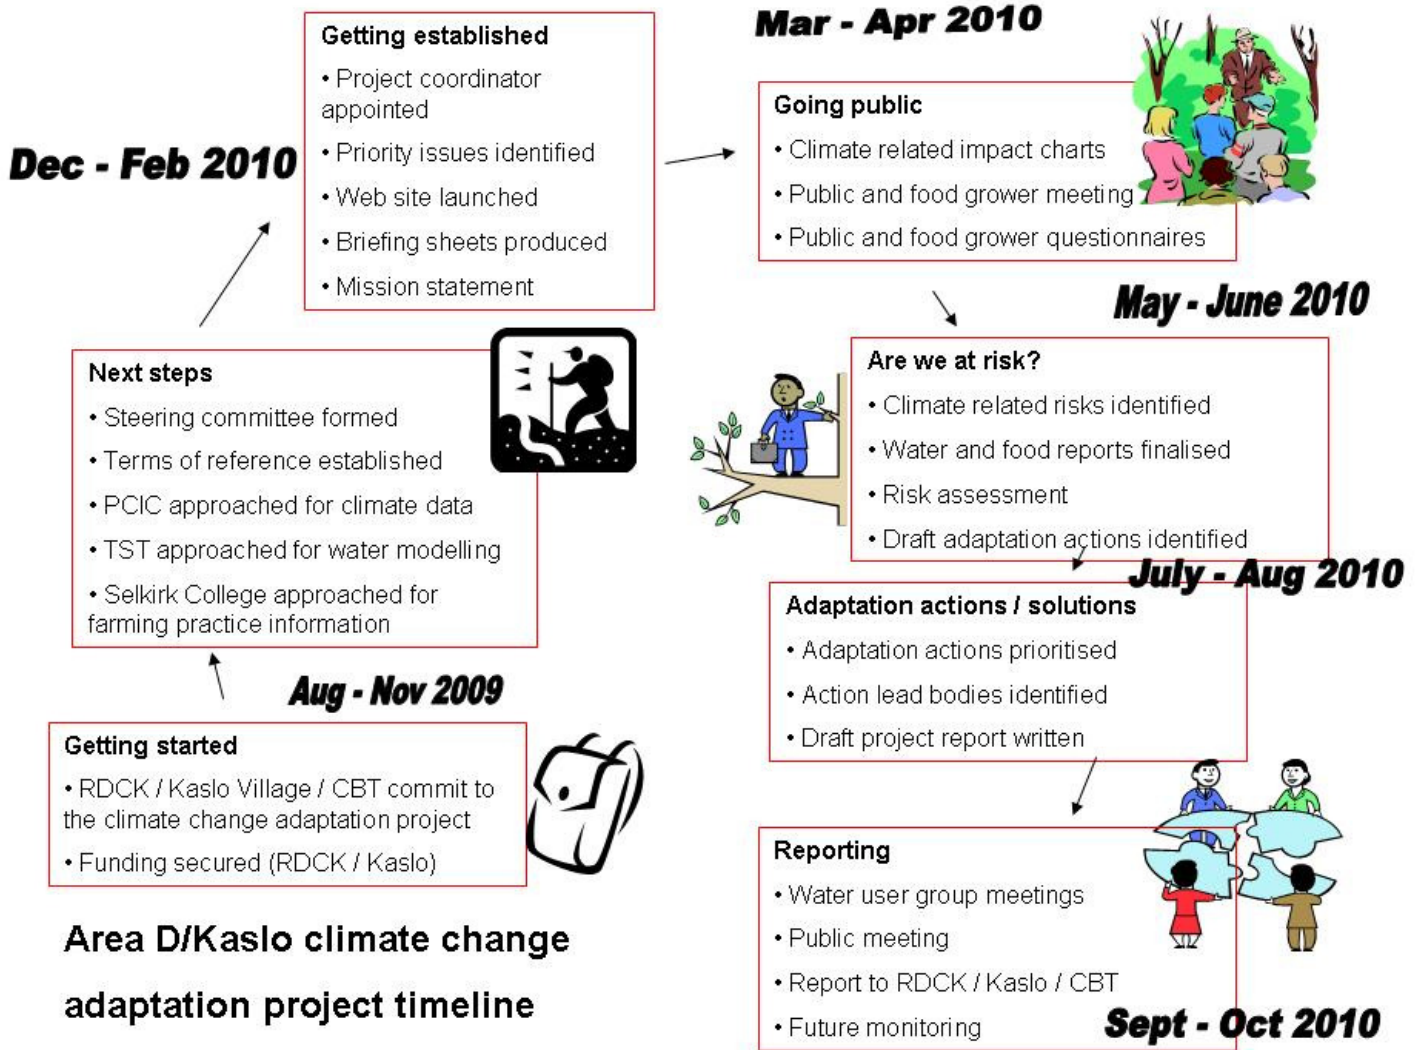 Getting established
• Project coordinator
appointed
• Priority issues identified
• Web site launched
• Briefing sheets produced
• Mission statement
Dec - Feb 2010
Mar - Apr 2010
Going public
• Climate related impact charts
• Public and food grower meeting
• Public and food grower questionnaires
May - June 2010
Next steps
• Steering committee formed
• Terms of reference established
• PCIC approached for climate data
• TST approached for water modelling
• Selkirk College approached for
farming practice information
Are we at risk?
• Climate related risks identified
• Water and food reports finalised
• Risk assessment
• Draft adaptation actions identified
July - Aug 2010
Adaptation actions / solutions
• Adaptation actions prioritised
• Action lead bodies identified
• Draft project report written
Aug - Nov 2009
Getting started
• RDCK / Kaslo Village / CBT commit to
the climate change adaptation project
• Funding secured (RDCK / Kaslo)
Reporting
• Water user group meetings
• Public meeting
• Report to RDCK / Kaslo / CBT
• Future monitoring
Sept - Oct 2010
Area D/Kaslo climate change
adaptation project timeline